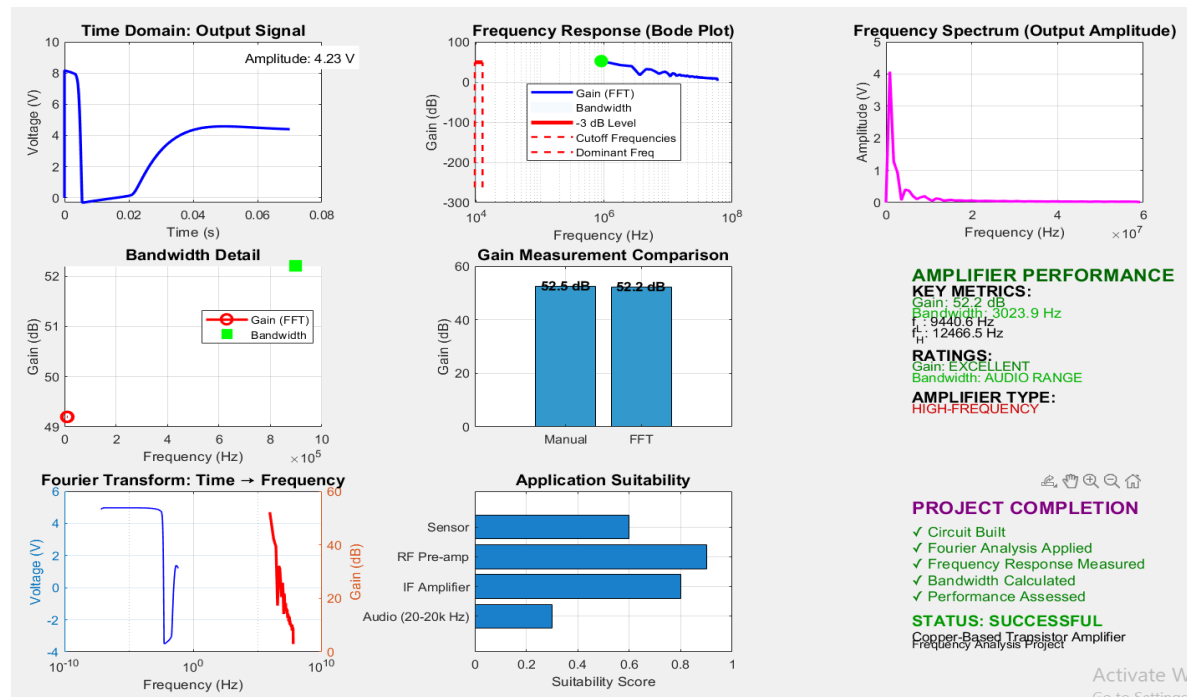 Time Domain: Output Signal
Amplitude: 4.23 V
10
8
6
4
2
0
Voltage (V)
0
0.02
0.04
0.06
0.08
Time (s)
Frequency Response (Bode Plot)
100
0
-100
-200
-300
Gain (dB)
Gain (FFT)
Bandwidth
-3 dB Level
Cutoff Frequencies
Dominant Freq
10^4
10^6
10^8
Frequency (Hz)
Frequency Spectrum (Output Amplitude)
5
4
3
2
1
0
Amplitude (V)
0
2
4
6
Frequency (Hz)
×10^7
Bandwidth Detail
52
51
50
49
Gain (dB)
Gain (FFT)
Bandwidth
0
2
4
6
8
10
Frequency (Hz)
×10^5
Gain Measurement Comparison
60
40
20
0
Gain (dB)
52.5 dB
52.2 dB
Manual
FFT
AMPLIFIER PERFORMANCE
KEY METRICS:
Gain: 52.2 dB
Bandwidth: 3023.9 Hz
f_L: 9440.6 Hz
f_H: 12466.5 Hz
RATINGS:
Gain: EXCELLENT
Bandwidth: AUDIO RANGE
AMPLIFIER TYPE:
HIGH-FREQUENCY
Fourier Transform: Time → Frequency
6
4
2
0
-2
-4
Voltage (V)
60
40
20
0
Gain (dB)
10^-10
10^0
10^10
Frequency (Hz)
Application Suitability
Sensor
RF Pre-amp
IF Amplifier
Audio (20-20k Hz)
0
0.2
0.4
0.6
0.8
1
Suitability Score
PROJECT COMPLETION
✓ Circuit Built
✓ Fourier Analysis Applied
✓ Frequency Response Measured
✓ Bandwidth Calculated
✓ Performance Assessed
STATUS: SUCCESSFUL
Copper-Based Transistor Amplifier
Frequency Analysis Project
Activate W
Go to Settings